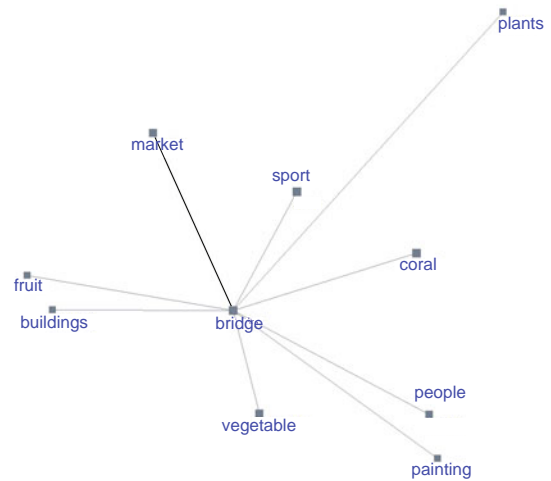 plants
market
sport
coral
fruit
buildings
bridge
people
vegetable
painting